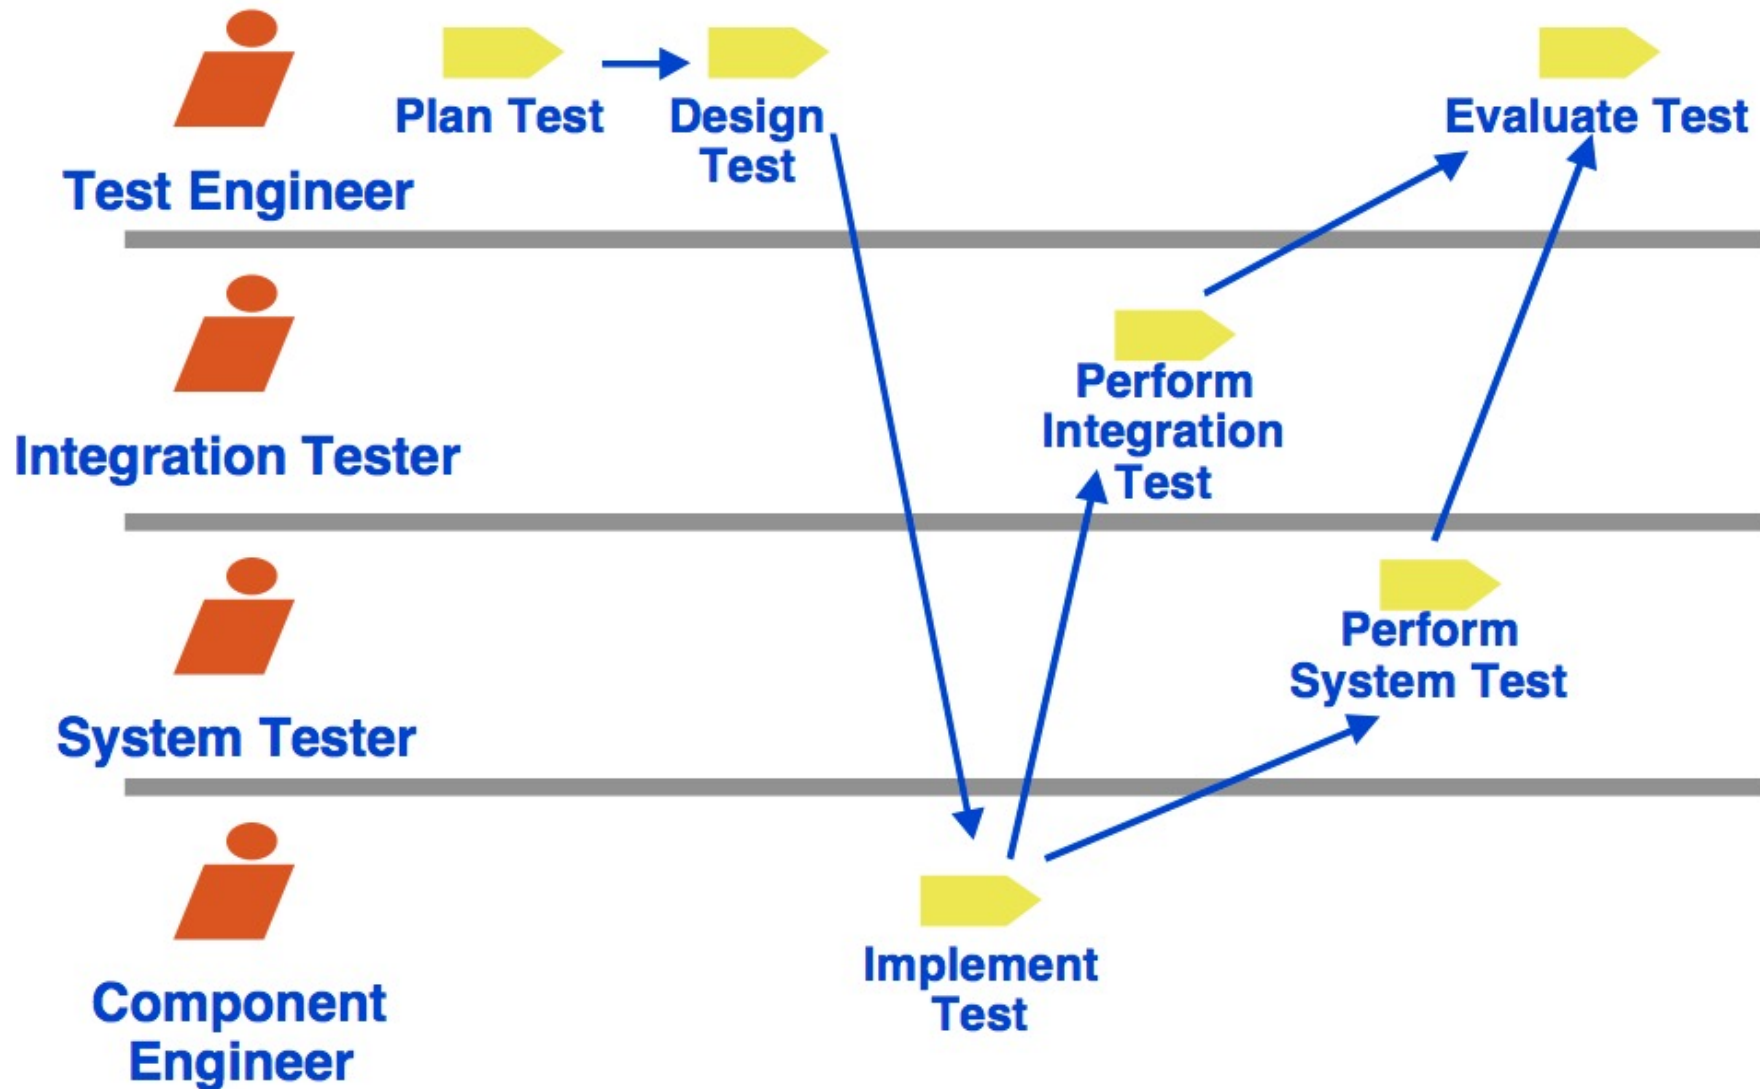 Plan Test
Design
Test
Evaluate Test
Test Engineer
Perform
Integration
Test
Integration Tester
Perform
System Test
System Tester
Implement
Test
Component
Engineer